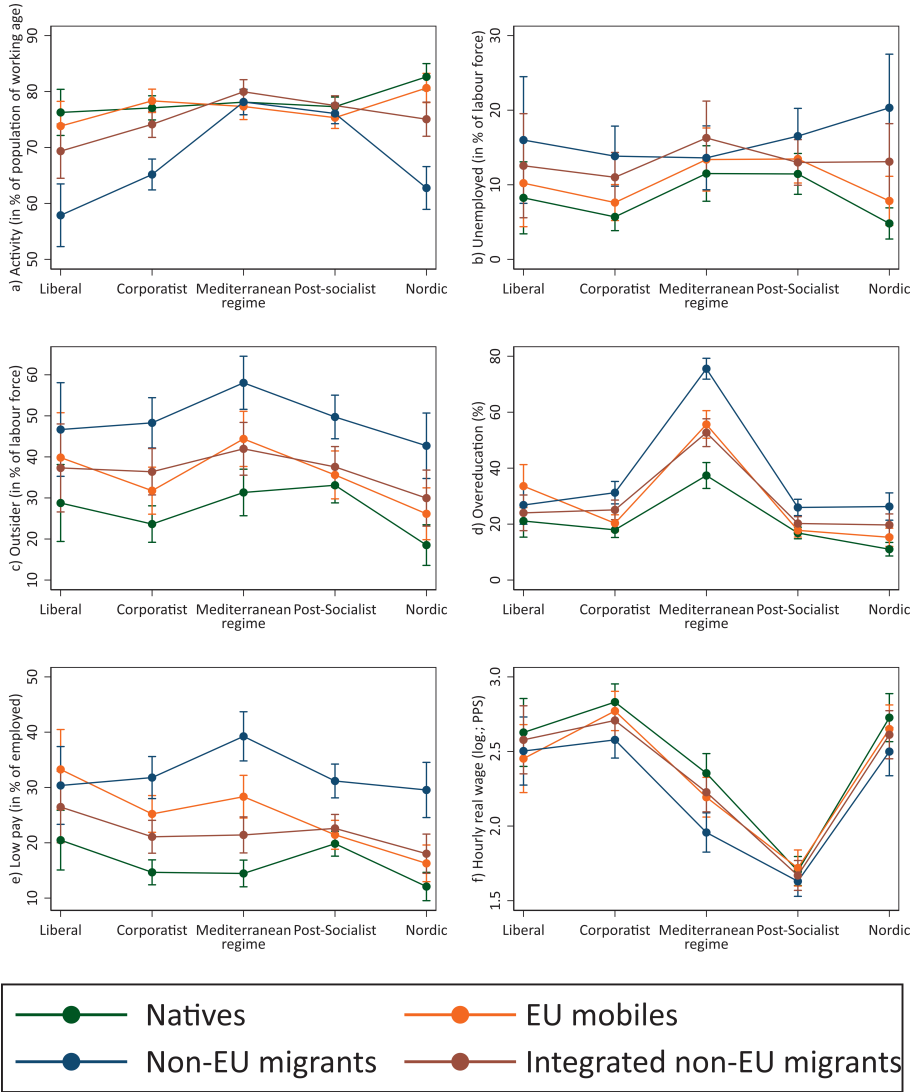 a) Activity (in % of population of working age)
90
80
70
60
50
Liberal Corporatist Mediterranean Post-socialist Nordic
regime
b) Unemployed (in % of labour force)
30
20
10
0
Liberal Corporatist Mediterranean Post-Socialist Nordic
regime
c) Outsider (in % of labour force)
60
50
40
30
20
10
Liberal Corporatist Mediterranean Post-Socialist Nordic
regime
d) Overeducation (%)
80
60
40
20
0
Liberal Corporatist Mediterranean Post-Socialist Nordic
regime
e) Low pay (in % of employed)
50
40
30
20
10
Liberal Corporatist Mediterranean Post-Socialist Nordic
regime
f) Hourly real wage (log.; PPS)
3.0
2.5
2.0
1.5
Liberal Corporatist Mediterranean Post-Socialist Nordic
regime
Natives
EU mobiles
Non-EU migrants
Integrated non-EU migrants